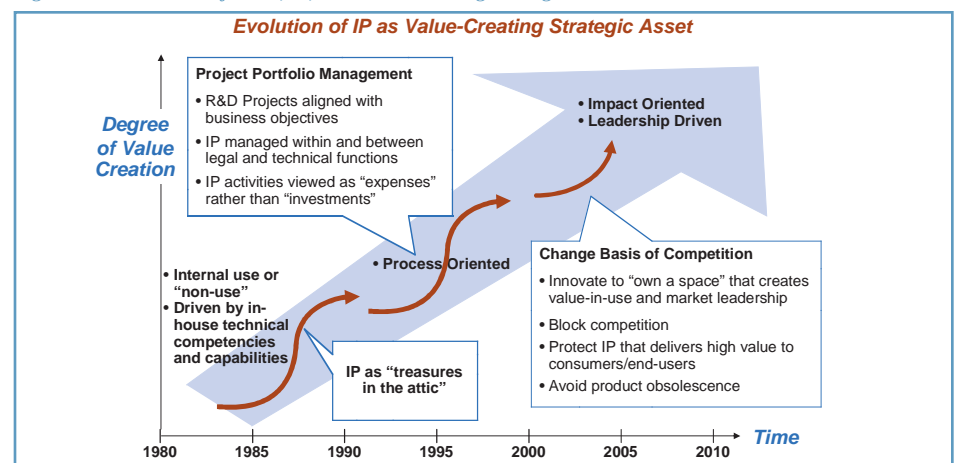 Evolution of IP as Value-Creating Strategic Asset
Degree
of Value
Creation
Project Portfolio Management
• R&D Projects aligned with
business objectives
• IP managed within and between
legal and technical functions
• IP activities viewed as “expenses”
rather than “investments”
• Impact Oriented
• Leadership Driven
• Process Oriented
• Internal use or
“non-use”
• Driven by in-
house technical
competencies
and capabilities
IP as “treasures
in the attic”
Change Basis of Competition
• Innovate to “own a space” that creates
value-in-use and market leadership
• Block competition
• Protect IP that delivers high value to
consumers/end-users
• Avoid product obsolescence
Time
1980 1985 1990 1995 2000 2005 2010